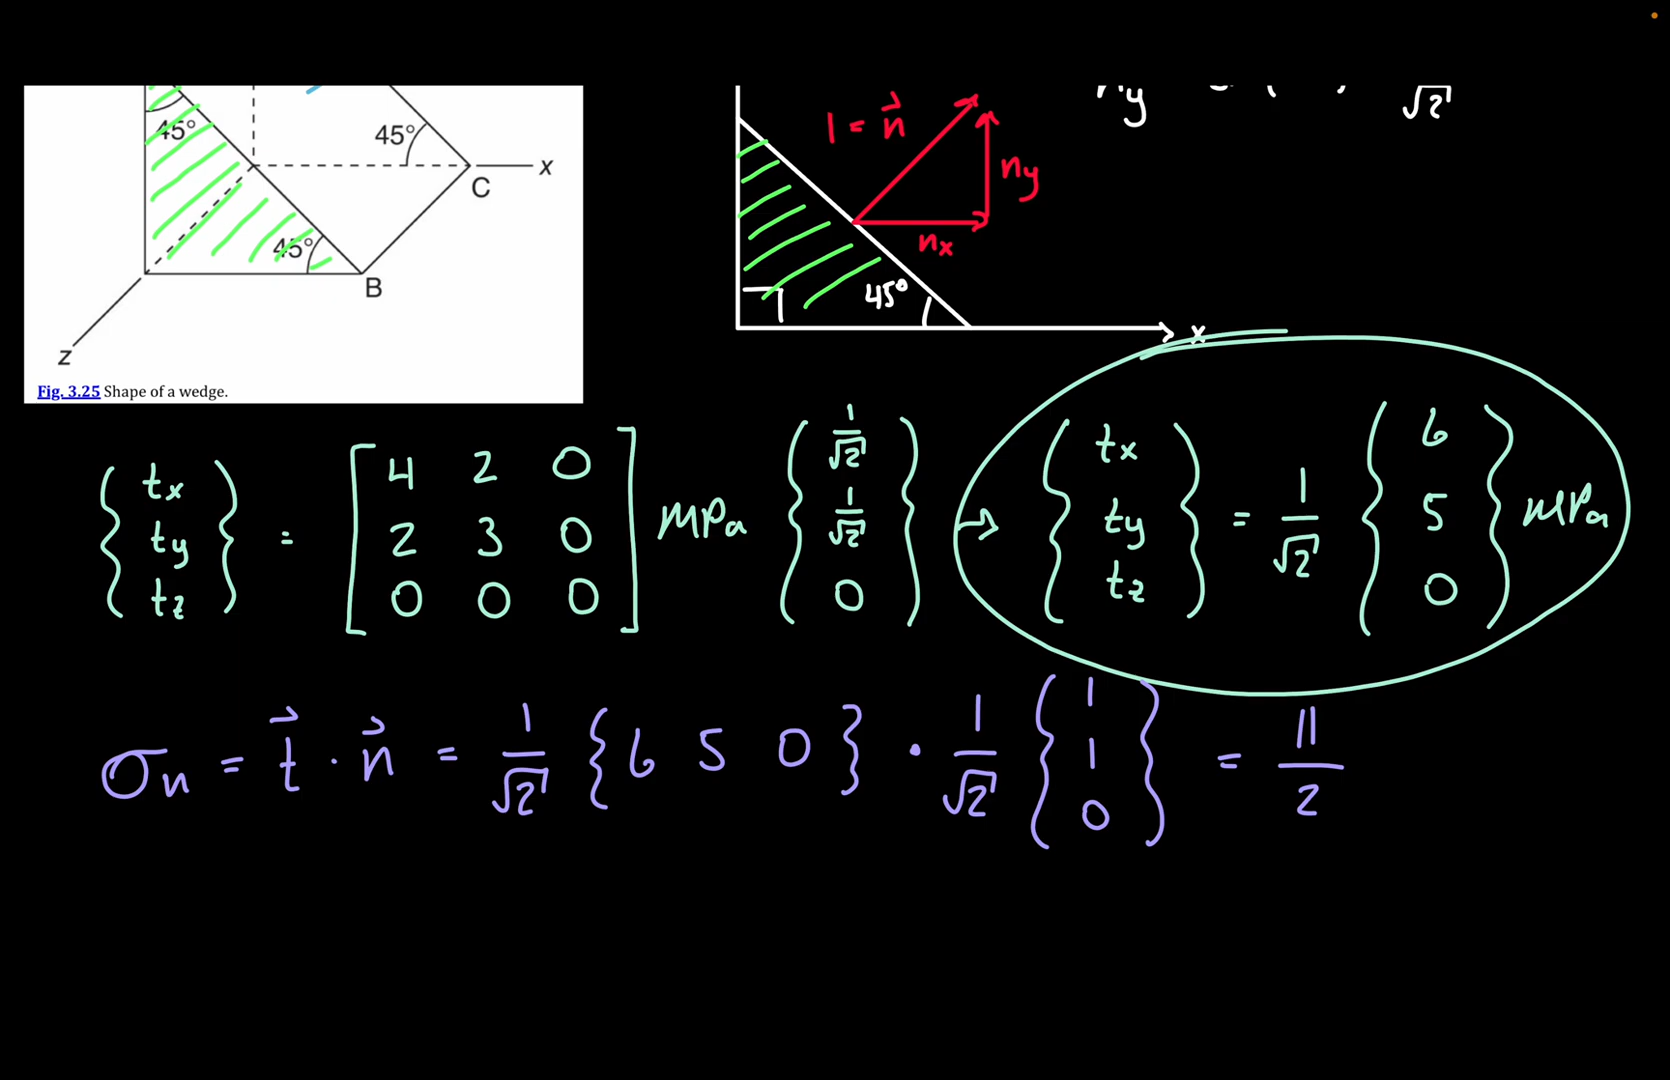 45°
45°
x
C
45°
B
z
Fig. 3.25 Shape of a wedge.
1 = n⃗
ny
nx
45°
x
ny
√2
{tx ty tz} = [4 2 0
2 3 0
0 0 0] MPa {1/√2 1/√2 0} → {tx ty tz} = 1/√2 {6 5 0} MPa
σn = t⃗ · n⃗ = 1/√2 {6 5 0} · 1/√2 {1 1 0} = 11/2